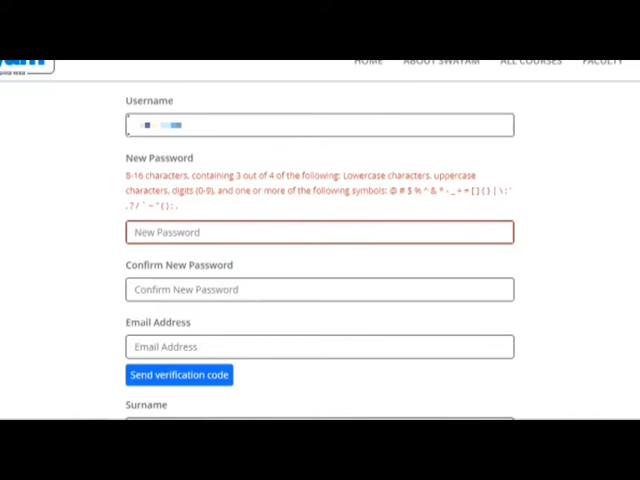 HOME ABOUT SWAYAM ALL COURSES FACULTY
Username
New Password
8-16 characters, containing 3 out of 4 of the following: Lowercase characters, uppercase
characters, digits (0-9), and one or more of the following symbols: @ # $ % ^ & * - _ + = [ ] { } | \ : '
, ? / ` ~ " ( ) ; .
New Password
Confirm New Password
Confirm New Password
Email Address
Email Address
Send verification code
Surname